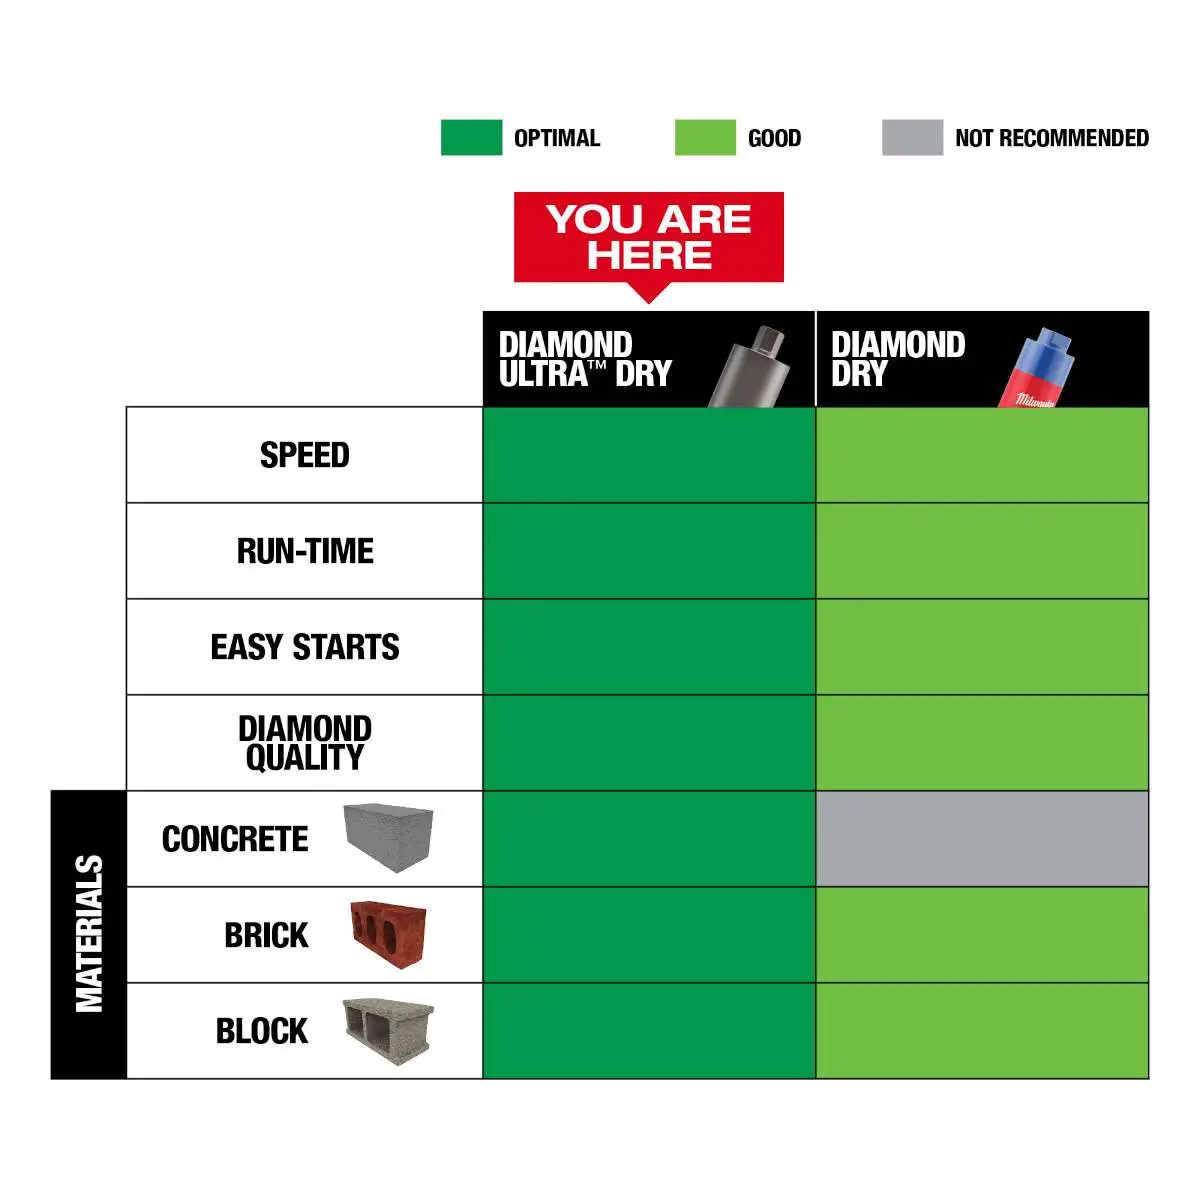 OPTIMAL GOOD NOT RECOMMENDED
YOU ARE
HERE
DIAMOND
ULTRA™ DRY
DIAMOND
DRY
Milwaukee
SPEED
RUN-TIME
EASY STARTS
DIAMOND
QUALITY
MATERIALS
CONCRETE
BRICK
BLOCK